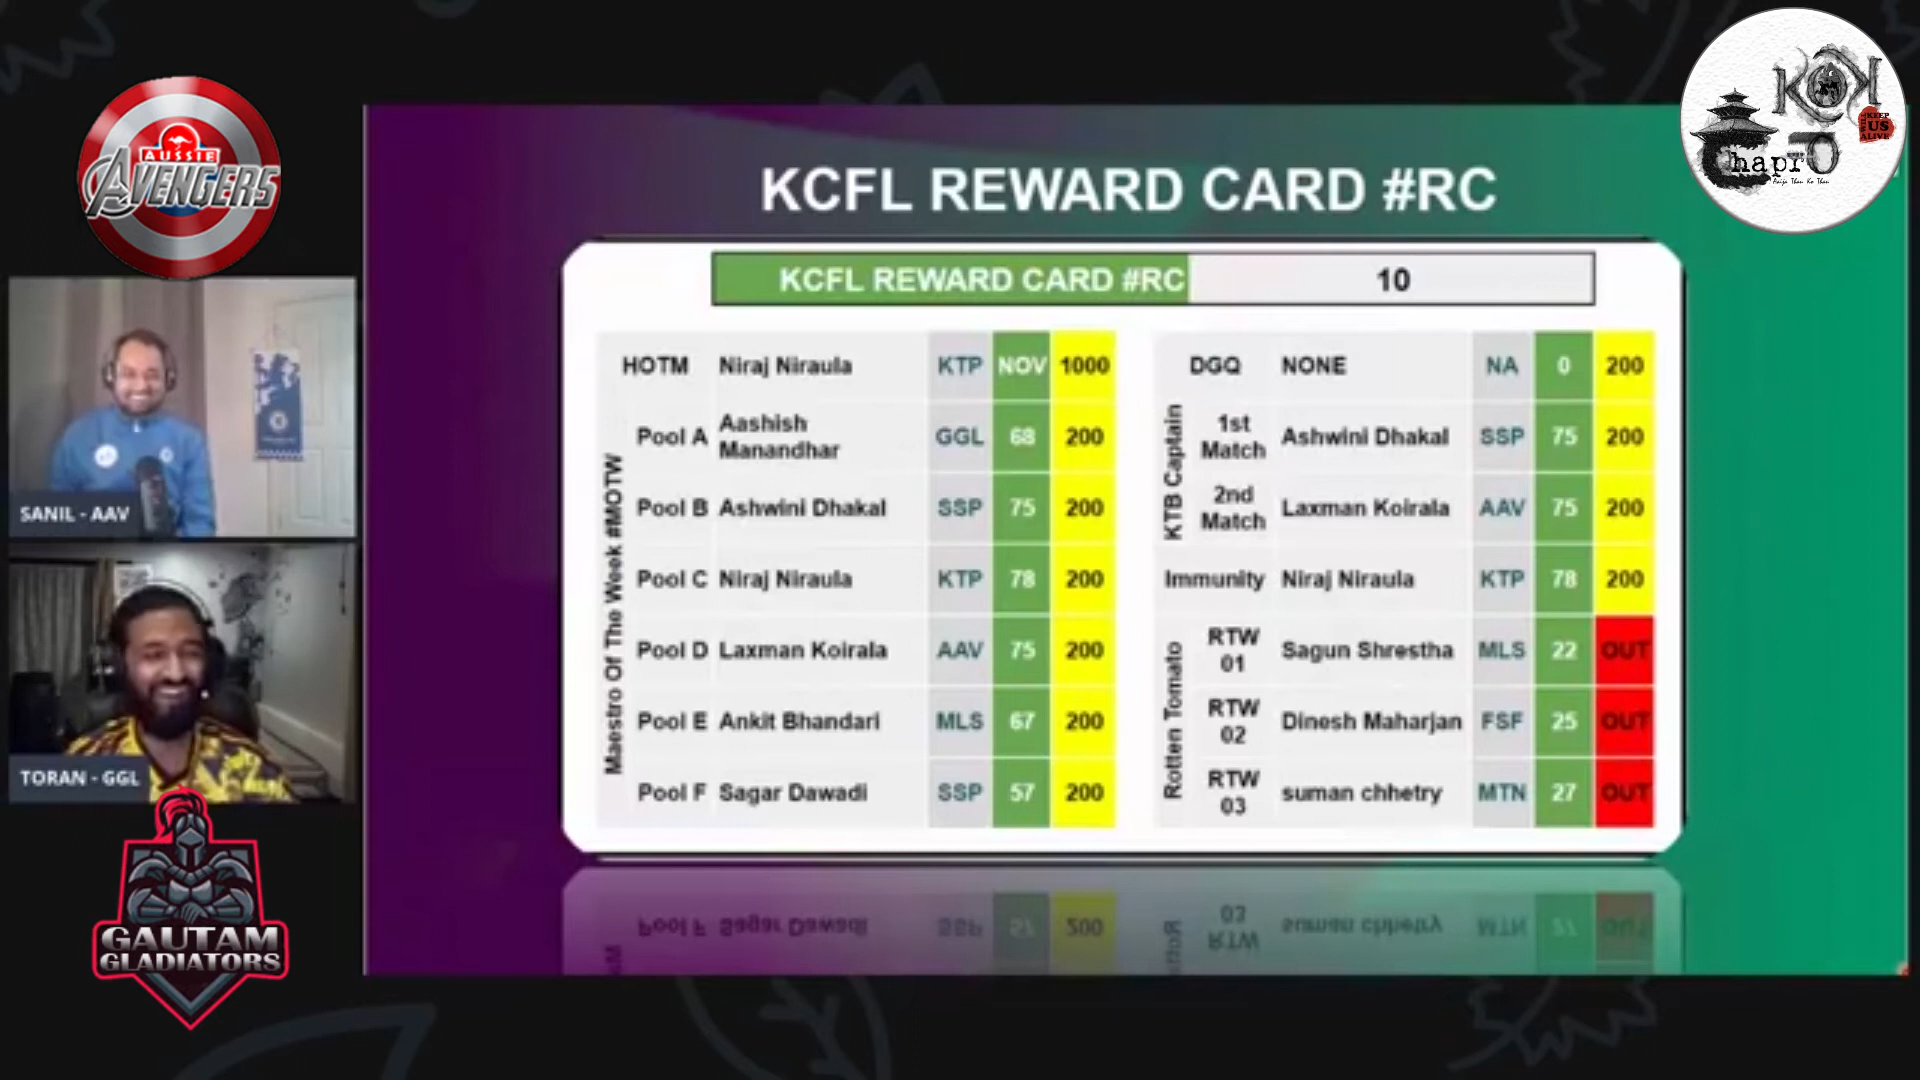 AUSSIE
AVENGERS
KOK
Chapro
WILL KEEP
US
ALIVE
KCFL REWARD CARD #RC
KCFL REWARD CARD #RC 10
HOTM Niraj Niraula KTP NOV 1000
Maestro Of The Week #MOTW
Pool A Aashish Manandhar GGL 68 200
Pool B Ashwini Dhakal SSP 75 200
Pool C Niraj Niraula KTP 78 200
Pool D Laxman Koirala AAV 75 200
Pool E Ankit Bhandari MLS 67 200
Pool F Sagar Dawadi SSP 57 200
DGQ NONE NA 0 200
KTB Captain
1st Match Ashwini Dhakal SSP 75 200
2nd Match Laxman Koirala AAV 75 200
Immunity Niraj Niraula KTP 78 200
Rotten Tomato
RTW 01 Sagun Shrestha MLS 22 OUT
RTW 02 Dinesh Maharjan FSF 25 OUT
RTW 03 suman chhetry MTN 27 OUT
SANIL - AAV
TORAN - GGL
GAUTAM
GLADIATORS